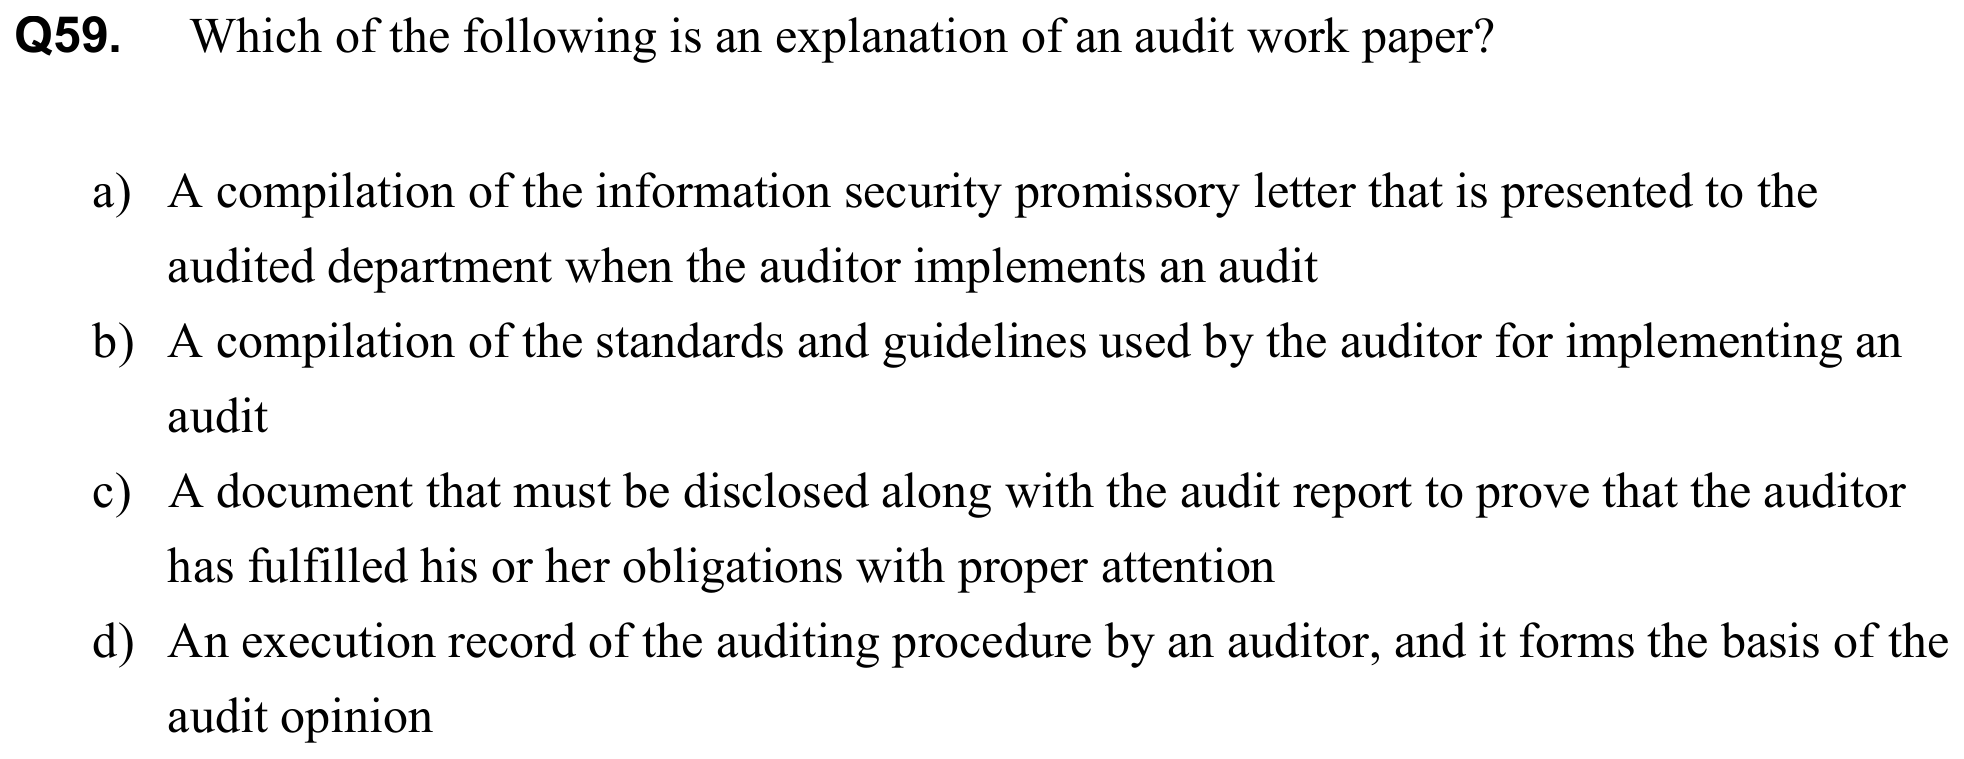 Q59. Which of the following is an explanation of an audit work paper?
a) A compilation of the information security promissory letter that is presented to the
audited department when the auditor implements an audit
b) A compilation of the standards and guidelines used by the auditor for implementing an
audit
c) A document that must be disclosed along with the audit report to prove that the auditor
has fulfilled his or her obligations with proper attention
d) An execution record of the auditing procedure by an auditor, and it forms the basis of the
audit opinion